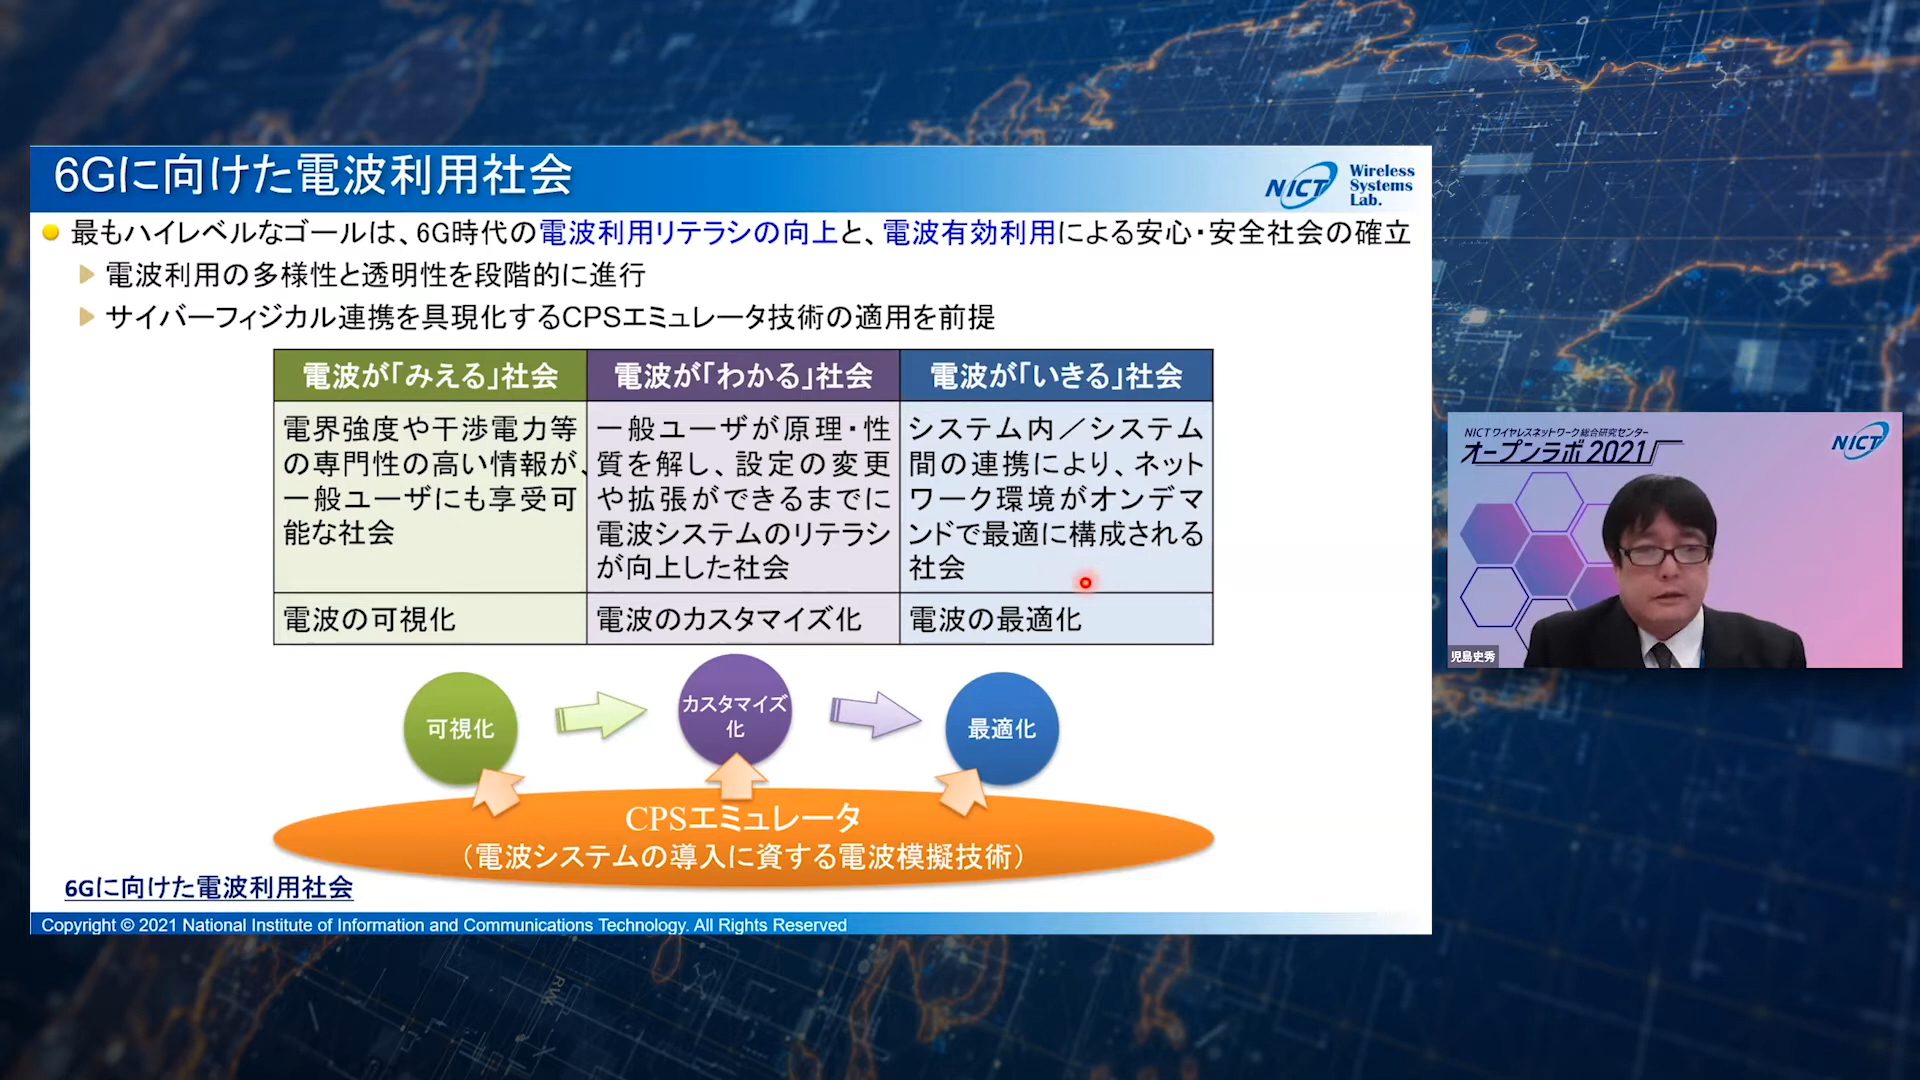 6Gに向けた電波利用社会
NICT
Wireless
Systems
Lab.
最もハイレベルなゴールは、6G時代の電波利用リテラシの向上と、電波有効利用による安心・安全社会の確立
電波利用の多様性と透明性を段階的に進行
サイバーフィジカル連携を具現化するCPSエミュレータ技術の適用を前提
電波が「みえる」社会
電界強度や干渉電力等
の専門性の高い情報が、
一般ユーザにも享受可
能な社会
電波の可視化
電波が「わかる」社会
一般ユーザが原理・性
質を解し、設定の変更
や拡張ができるまでに
電波システムのリテラシ
が向上した社会
電波のカスタマイズ化
電波が「いきる」社会
システム内／システム
間の連携により、ネット
ワーク環境がオンデマ
ンドで最適に構成される
社会
電波の最適化
可視化
カスタマイズ
化
最適化
CPSエミュレータ
（電波システムの導入に資する電波模擬技術）
6Gに向けた電波利用社会
Copyright © 2021 National Institute of Information and Communications Technology. All Rights Reserved
NICT ワイヤレスネットワーク総合研究センター
オープンラボ 2021
NICT
児島史秀